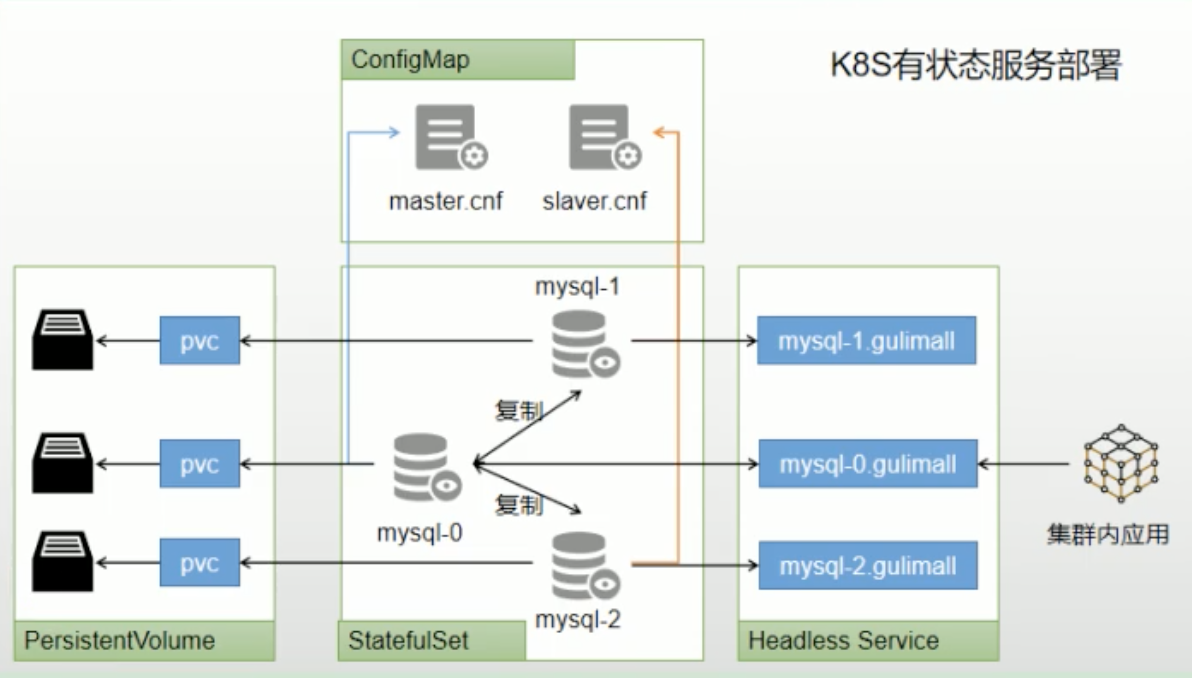 K8S有状态服务部署
ConfigMap
master.cnf
slaver.cnf
mysql-1
pvc
mysql-1.gulimall
复制
pvc
mysql-0.gulimall
复制
mysql-0
集群内应用
pvc
mysql-2.gulimall
mysql-2
PersistentVolume
StatefulSet
Headless Service